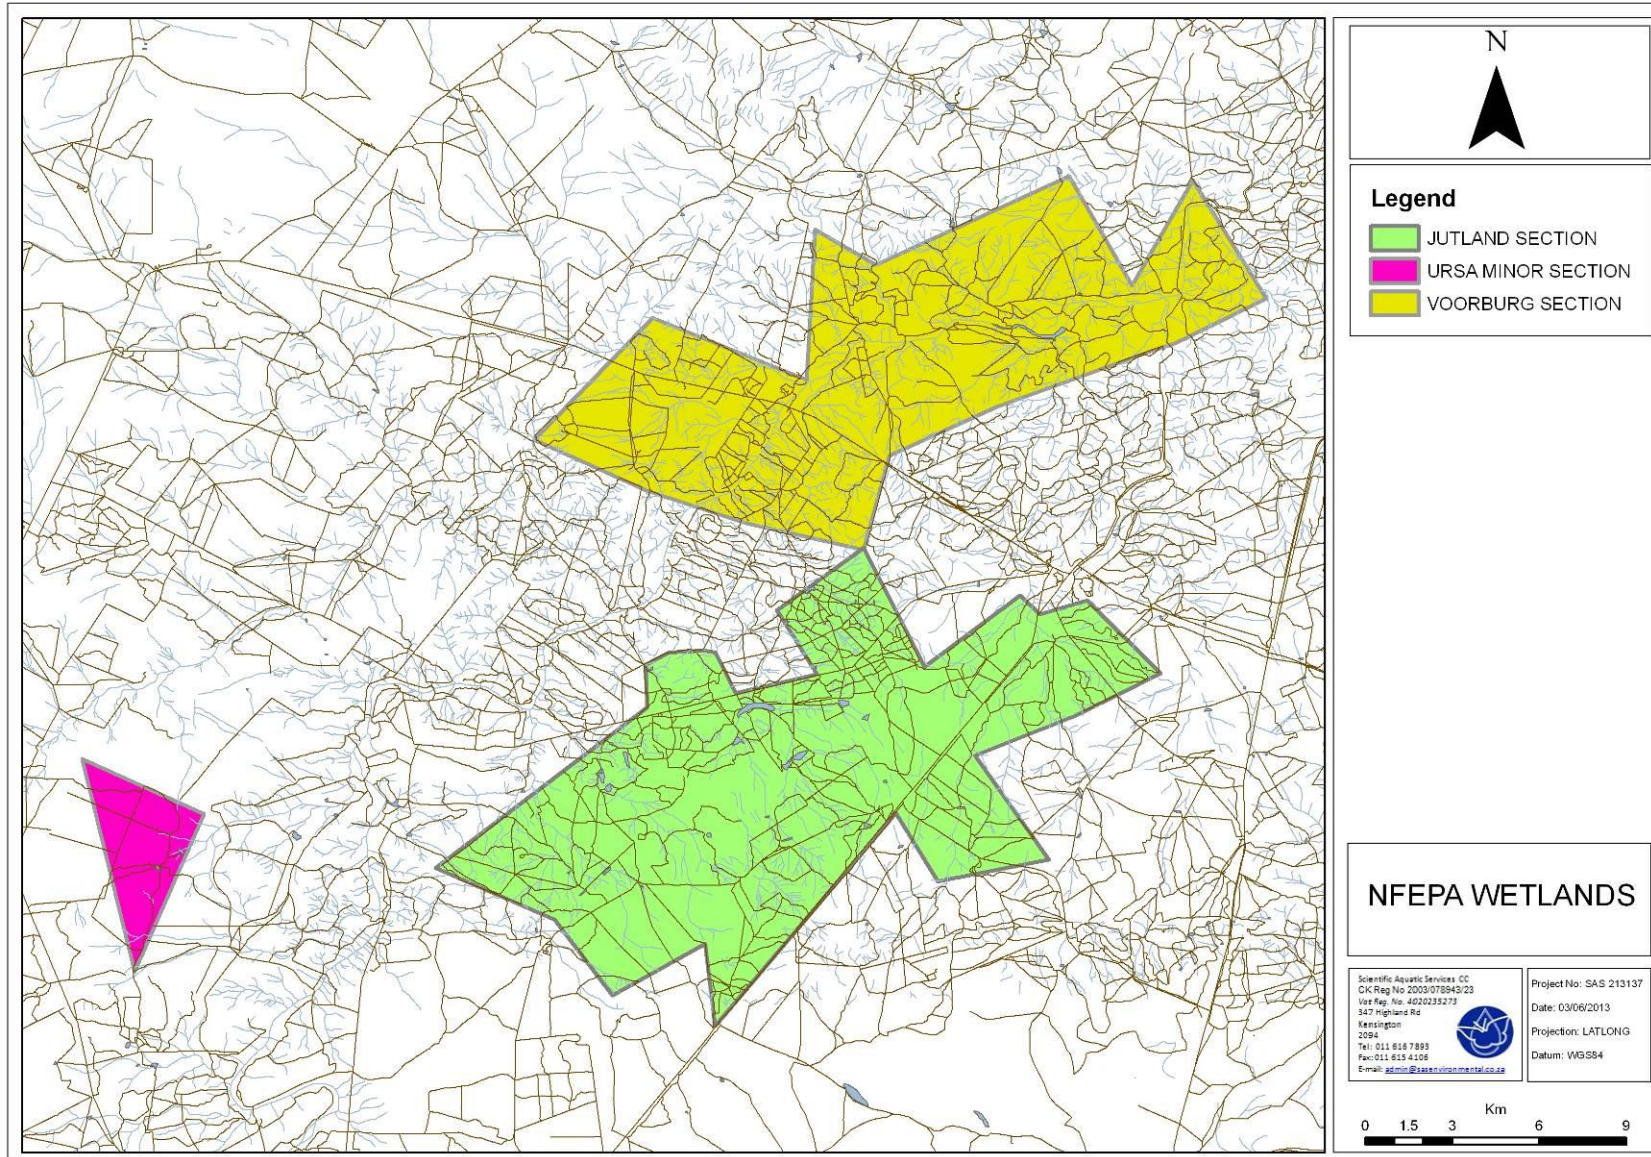 N
Legend
JUTLAND SECTION
URSA MINOR SECTION
VOORBURG SECTION
NFEPA WETLANDS
Scientific Aquatic Services CC
CK Reg No 2003/078943/23
Vat Reg. No. 4020235273
347 Highland Rd
Kensington
2094
Tel: 011 616 7893
Fax: 011 615 4106
E-mail: admin@sasenvironmental.co.za
Project No: SAS 213137
Date: 03/06/2013
Projection: LATLONG
Datum: WGS84
Km
0 1.5 3 6 9